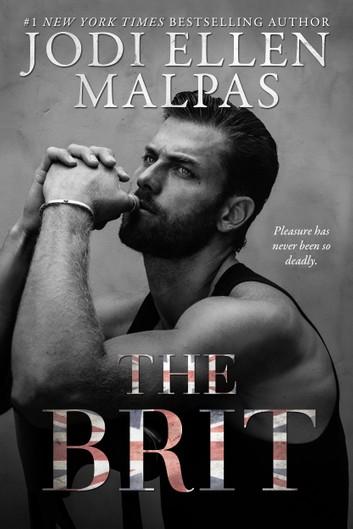 #1 NEW YORK TIMES BESTSELLING AUTHOR
JODI ELLEN
MALPAS
Pleasure has
never been so
deadly.
THE
BRIT